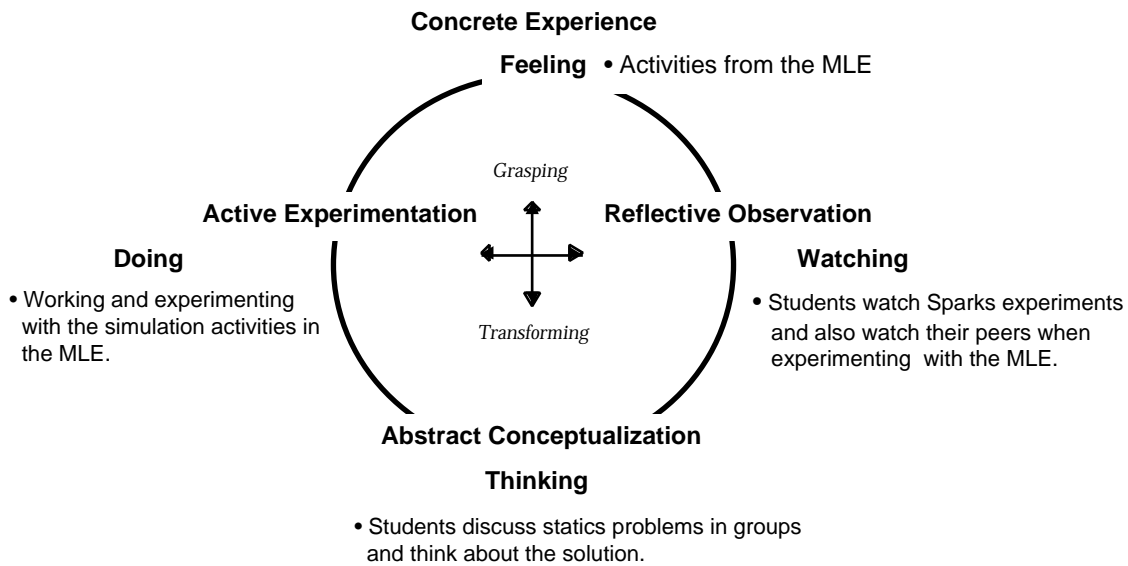 Concrete Experience
Feeling • Activities from the MLE
Grasping
Active Experimentation
Reflective Observation
Doing
Watching
• Working and experimenting
with the simulation activities in
the MLE.
• Students watch Sparks experiments
and also watch their peers when
experimenting with the MLE.
Transforming
Abstract Conceptualization
Thinking
• Students discuss statics problems in groups
and think about the solution.